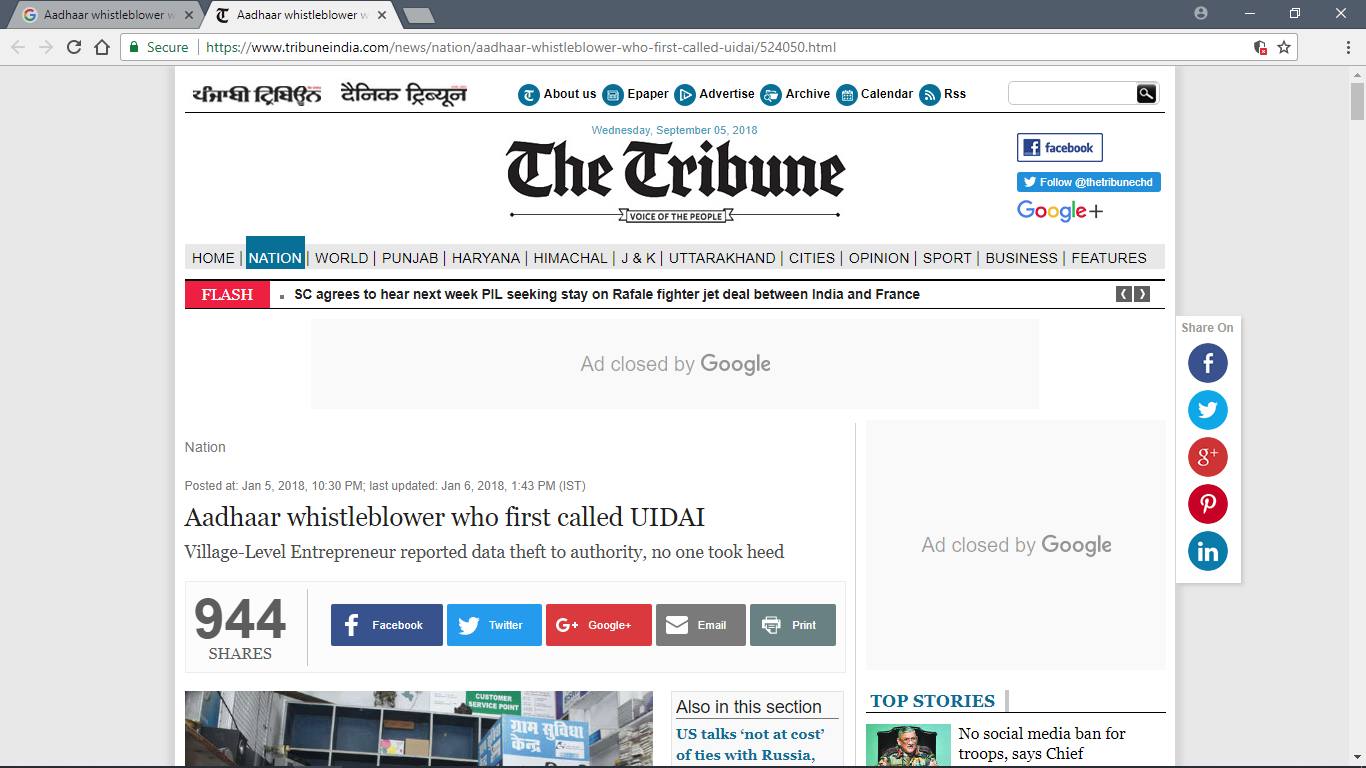 Aadhaar whistleblower w
Aadhaar whistleblower w
Secure
https://www.tribuneindia.com/news/nation/aadhaar-whistleblower-who-first-called-uidai/524050.html
ਪੰਜਾਬੀ ਟ੍ਰਿਬਿਊਨ दैनिक ट्रिब्यून About us Epaper Advertise Archive Calendar Rss
Wednesday, September 05, 2018
The Tribune
VOICE OF THE PEOPLE
facebook
Follow @thetribunechd
Google+
HOME | NATION | WORLD | PUNJAB | HARYANA | HIMACHAL | J & K | UTTARAKHAND | CITIES | OPINION | SPORT | BUSINESS | FEATURES
FLASH SC agrees to hear next week PIL seeking stay on Rafale fighter jet deal between India and France
Share On
Ad closed by Google
Nation
Posted at: Jan 5, 2018, 10:30 PM; last updated: Jan 6, 2018, 1:43 PM (IST)
Aadhaar whistleblower who first called UIDAI
Village-Level Entrepreneur reported data theft to authority, no one took heed
944
SHARES
Facebook Twitter Google+ Email Print
Ad closed by Google
CUSTOMER
SERVICE POINT
ग्राम सुविधा
केन्द्र
Also in this section
US talks ‘not at cost’
of ties with Russia,
TOP STORIES
No social media ban for
troops, says Chief